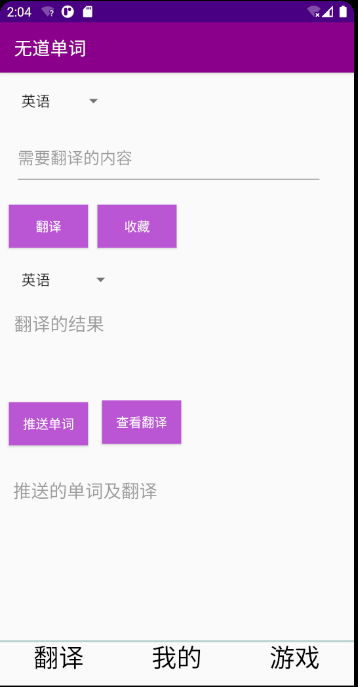 2:04
无道单词
英语
需要翻译的内容
翻译 收藏
英语
翻译的结果
推送单词 查看翻译
推送的单词及翻译
翻译 我的 游戏